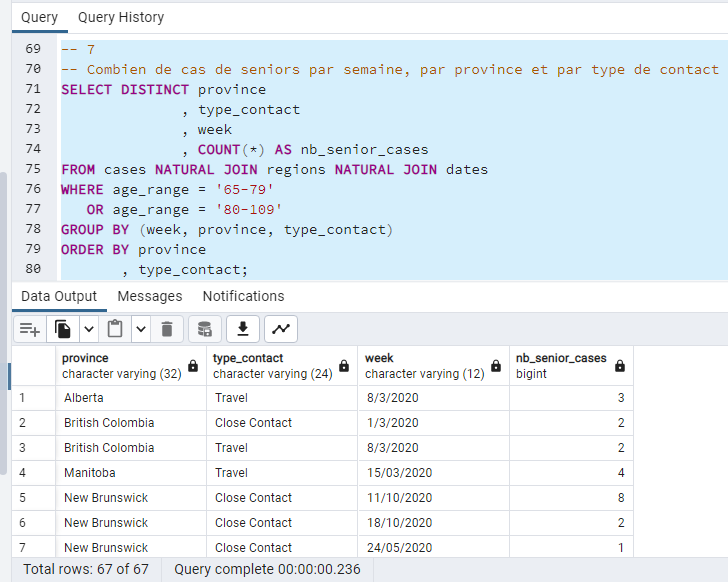 Query Query History
69 -- 7
70 -- Combien de cas de seniors par semaine, par province et par type de contact
71 SELECT DISTINCT province
72 , type_contact
73 , week
74 , COUNT(*) AS nb_senior_cases
75 FROM cases NATURAL JOIN regions NATURAL JOIN dates
76 WHERE age_range = '65-79'
77 OR age_range = '80-109'
78 GROUP BY (week, province, type_contact)
79 ORDER BY province
80 , type_contact;
Data Output Messages Notifications
province type_contact week nb_senior_cases
character varying (32) character varying (24) character varying (12) bigint
1 Alberta Travel 8/3/2020 3
2 British Colombia Close Contact 1/3/2020 2
3 British Colombia Travel 8/3/2020 2
4 Manitoba Travel 15/03/2020 4
5 New Brunswick Close Contact 11/10/2020 8
6 New Brunswick Close Contact 18/10/2020 2
7 New Brunswick Close Contact 24/05/2020 1
Total rows: 67 of 67 Query complete 00:00:00.236